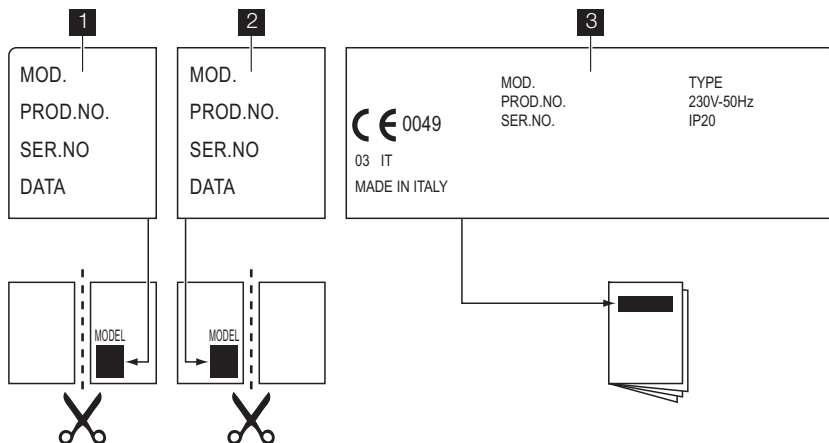 1
MOD.
PROD.NO.
SER.NO
DATA
2
MOD.
PROD.NO.
SER.NO
DATA
3
CE 0049
03 IT
MADE IN ITALY
MOD.
PROD.NO.
SER.NO.
TYPE
230V-50Hz
IP20
MODEL
MODEL